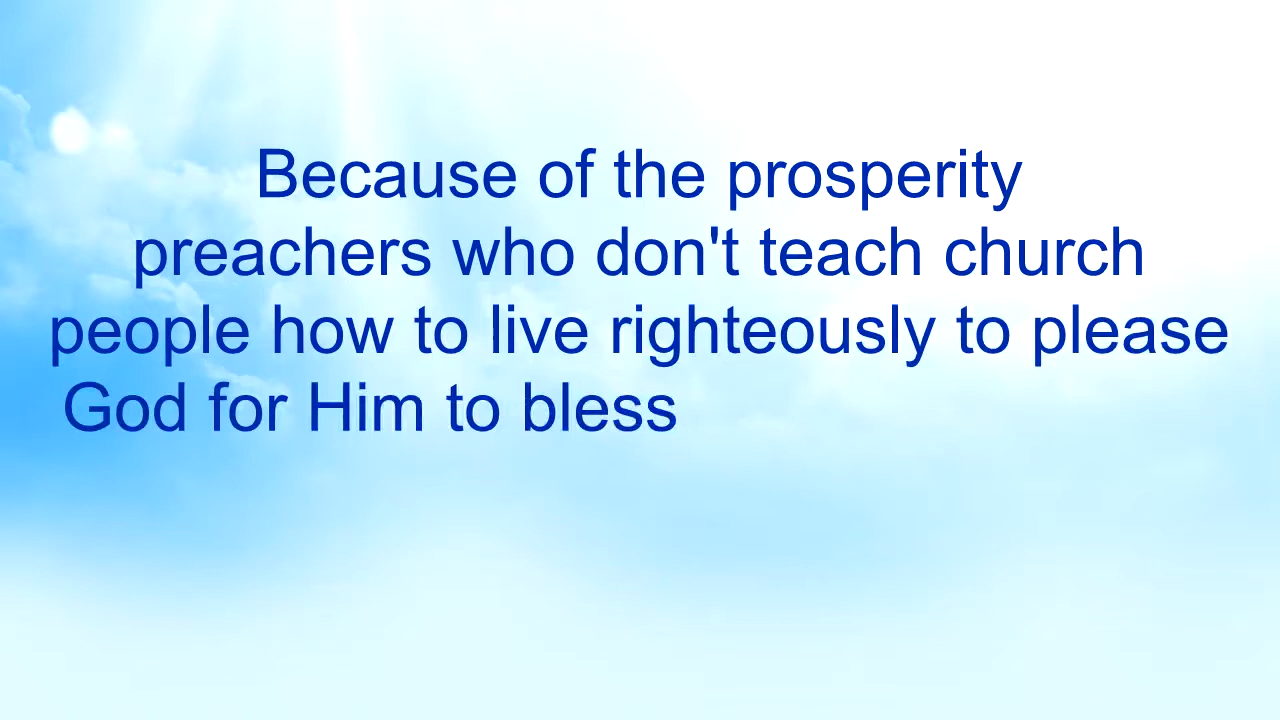 Because of the prosperity
preachers who don't teach church
people how to live righteously to please
God for Him to bless